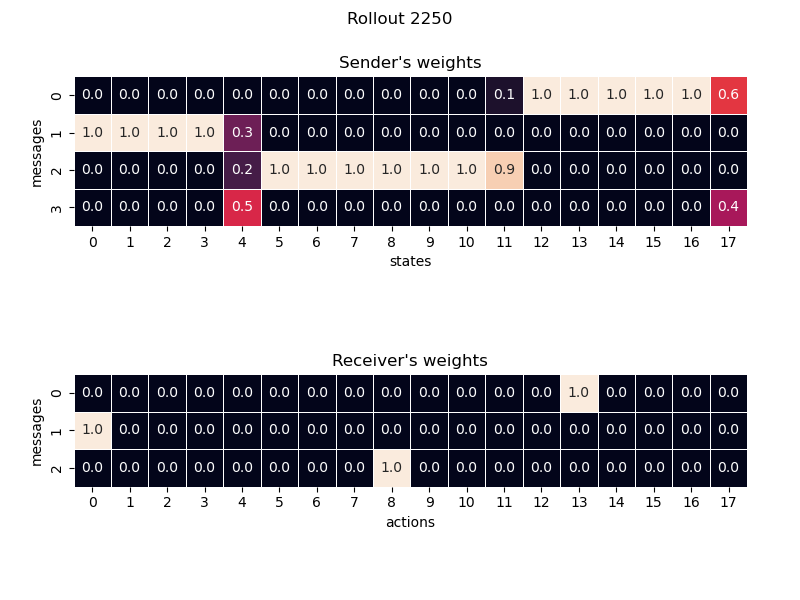 Rollout 2250
Sender's weights
0 0.0 0.0 0.0 0.0 0.0 0.0 0.0 0.0 0.0 0.0 0.0 0.1 1.0 1.0 1.0 1.0 1.0 0.6
1 1.0 1.0 1.0 1.0 0.3 0.0 0.0 0.0 0.0 0.0 0.0 0.0 0.0 0.0 0.0 0.0 0.0 0.0
2 0.0 0.0 0.0 0.0 0.2 1.0 1.0 1.0 1.0 1.0 1.0 0.9 0.0 0.0 0.0 0.0 0.0 0.0
3 0.0 0.0 0.0 0.0 0.5 0.0 0.0 0.0 0.0 0.0 0.0 0.0 0.0 0.0 0.0 0.0 0.0 0.4
messages
0 1 2 3 4 5 6 7 8 9 10 11 12 13 14 15 16 17
states
Receiver's weights
0 0.0 0.0 0.0 0.0 0.0 0.0 0.0 0.0 0.0 0.0 0.0 0.0 0.0 1.0 0.0 0.0 0.0 0.0
1 1.0 0.0 0.0 0.0 0.0 0.0 0.0 0.0 0.0 0.0 0.0 0.0 0.0 0.0 0.0 0.0 0.0 0.0
2 0.0 0.0 0.0 0.0 0.0 0.0 0.0 0.0 1.0 0.0 0.0 0.0 0.0 0.0 0.0 0.0 0.0 0.0
messages
0 1 2 3 4 5 6 7 8 9 10 11 12 13 14 15 16 17
actions